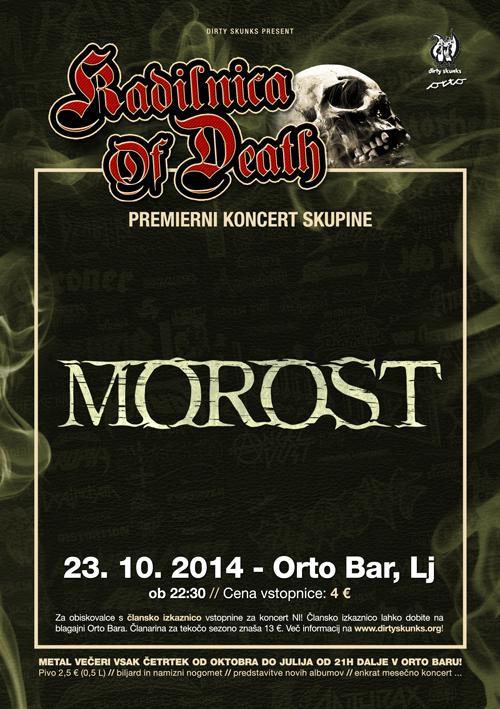 DIRTY SKUNKS PRESENT
dirty skunks
orto
Kadilnica
Of Death
PREMIERNI KONCERT SKUPINE
MOROST
23. 10. 2014 - Orto Bar, Lj
ob 22:30 // Cena vstopnice: 4 €
Za obiskovalce s člansko izkaznico vstopnine za koncert NI! Člansko izkaznico lahko dobite na
blagajni Orto Bara. Članarina za tekočo sezono znaša 13 €. Več informacij na www.dirtyskunks.org!
METAL VEČERI VSAK ČETRTEK OD OKTOBRA DO JULIJA OD 21H DALJE V ORTO BARU!
Pivo 2,5 € (0,5 L) // biljard in namizni nogomet // predstavitve novih albumov // enkrat mesečno koncert ...